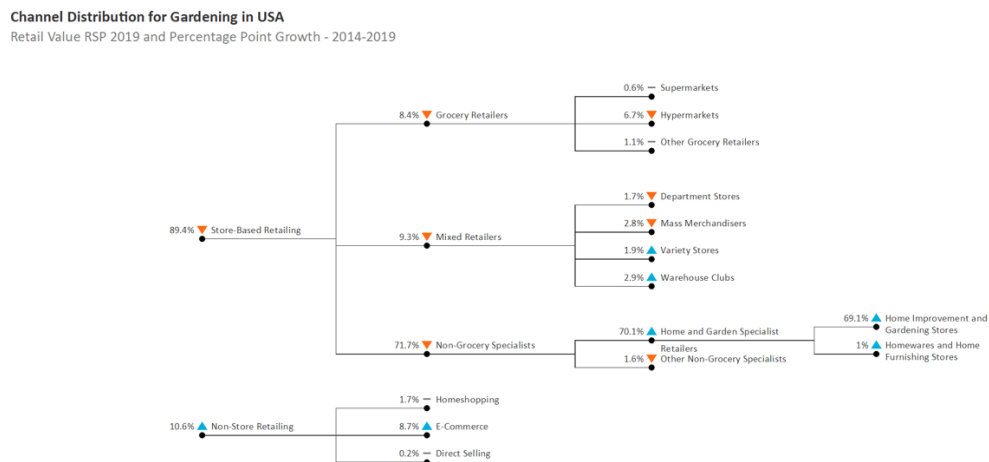 Channel Distribution for Gardening in USA
Retail Value RSP 2019 and Percentage Point Growth - 2014-2019
0.6% Supermarkets
8.4% Grocery Retailers
6.7% Hypermarkets
1.1% Other Grocery Retailers
1.7% Department Stores
2.8% Mass Merchandisers
89.4% Store-Based Retailing
9.3% Mixed Retailers
1.9% Variety Stores
2.9% Warehouse Clubs
69.1% Home Improvement and
Gardening Stores
70.1% Home and Garden Specialist
Retailers
71.7% Non-Grocery Specialists
1% Homewares and Home
Furnishing Stores
1.6% Other Non-Grocery Specialists
1.7% Homeshopping
10.6% Non-Store Retailing
8.7% E-Commerce
0.2% Direct Selling